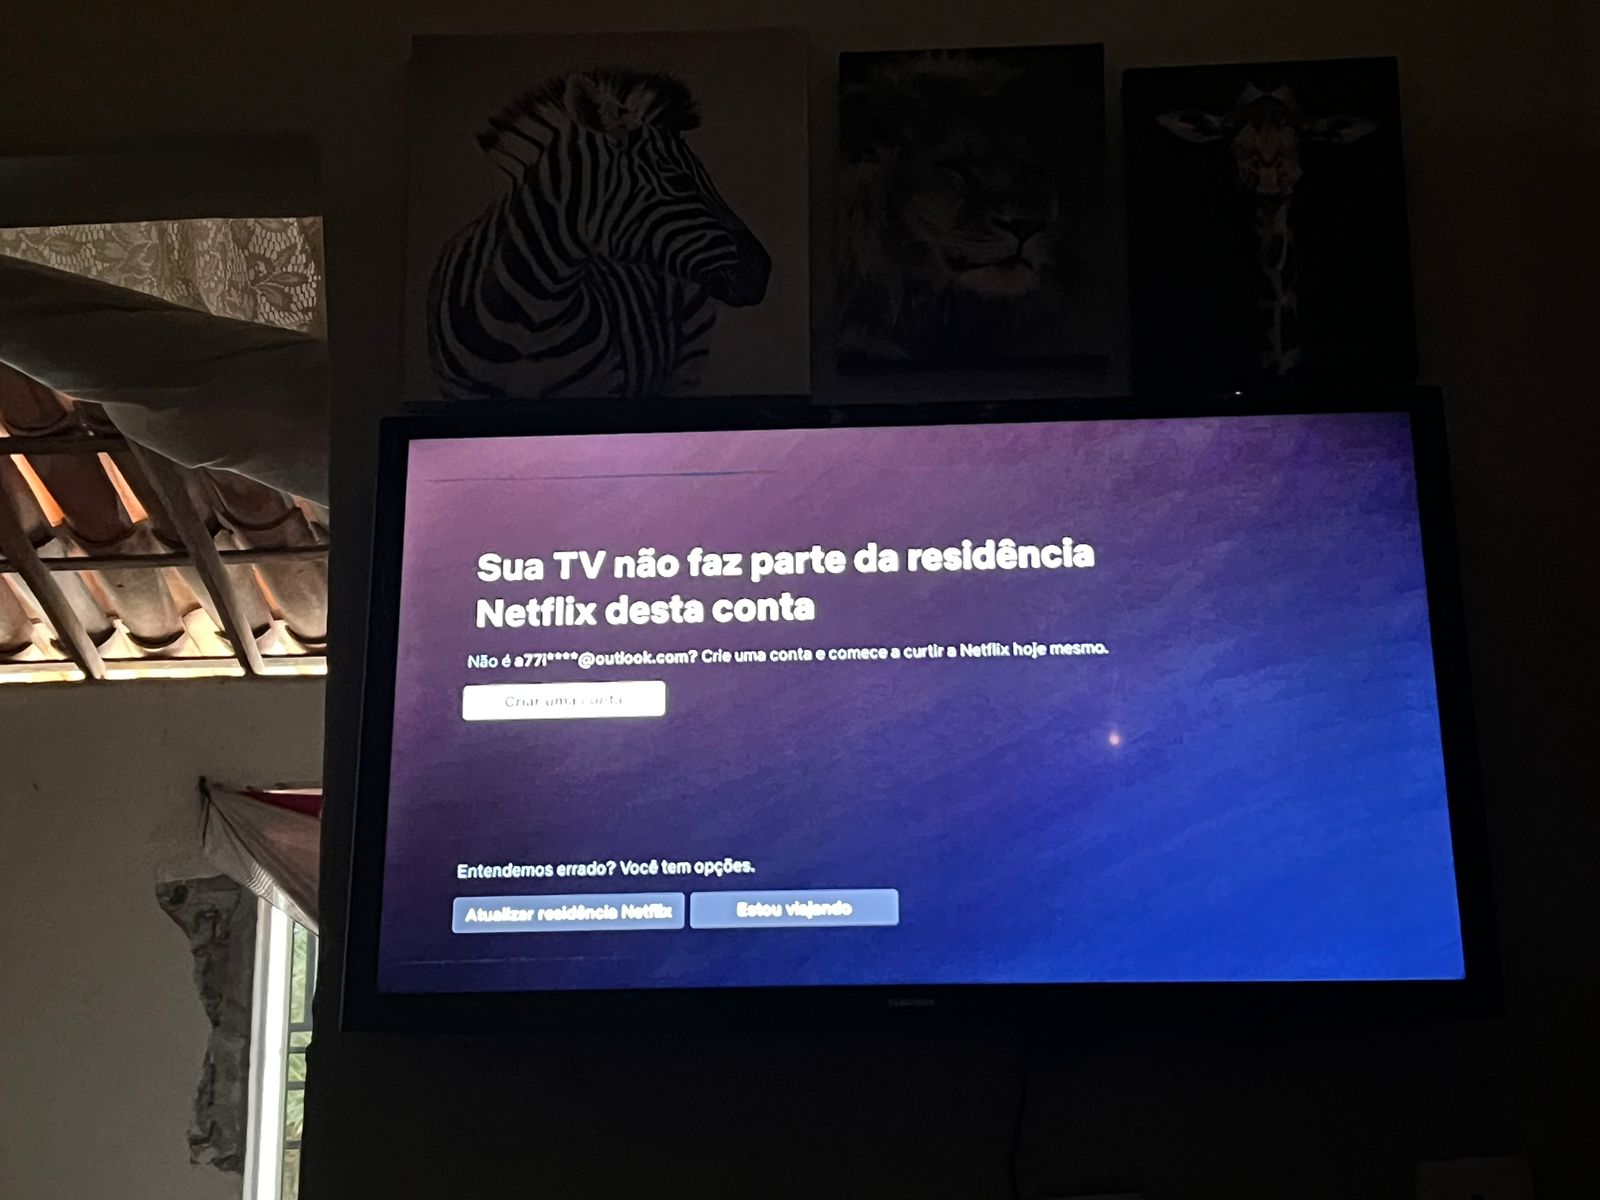 Sua TV não faz parte da residência
Netflix desta conta
Não é a77l****@outlook.com? Crie uma conta e comece a curtir a Netflix hoje mesmo.
Criar uma conta
Entendemos errado? Você tem opções.
Atualizar residência Netflix
Estou viajando
SAMSUNG